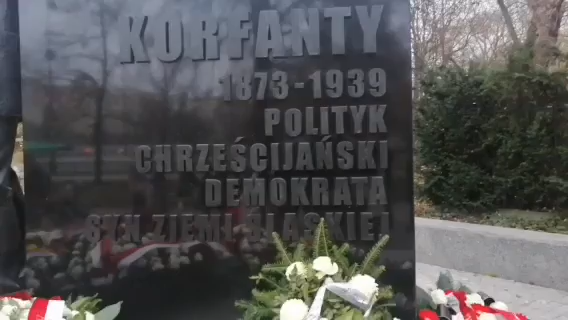 KORFANTY
1873-1939
POLITYK
CHRZEŚCIJAŃSKI
DEMOKRATA
SYN ZIEMI ŚLĄSKIEJ